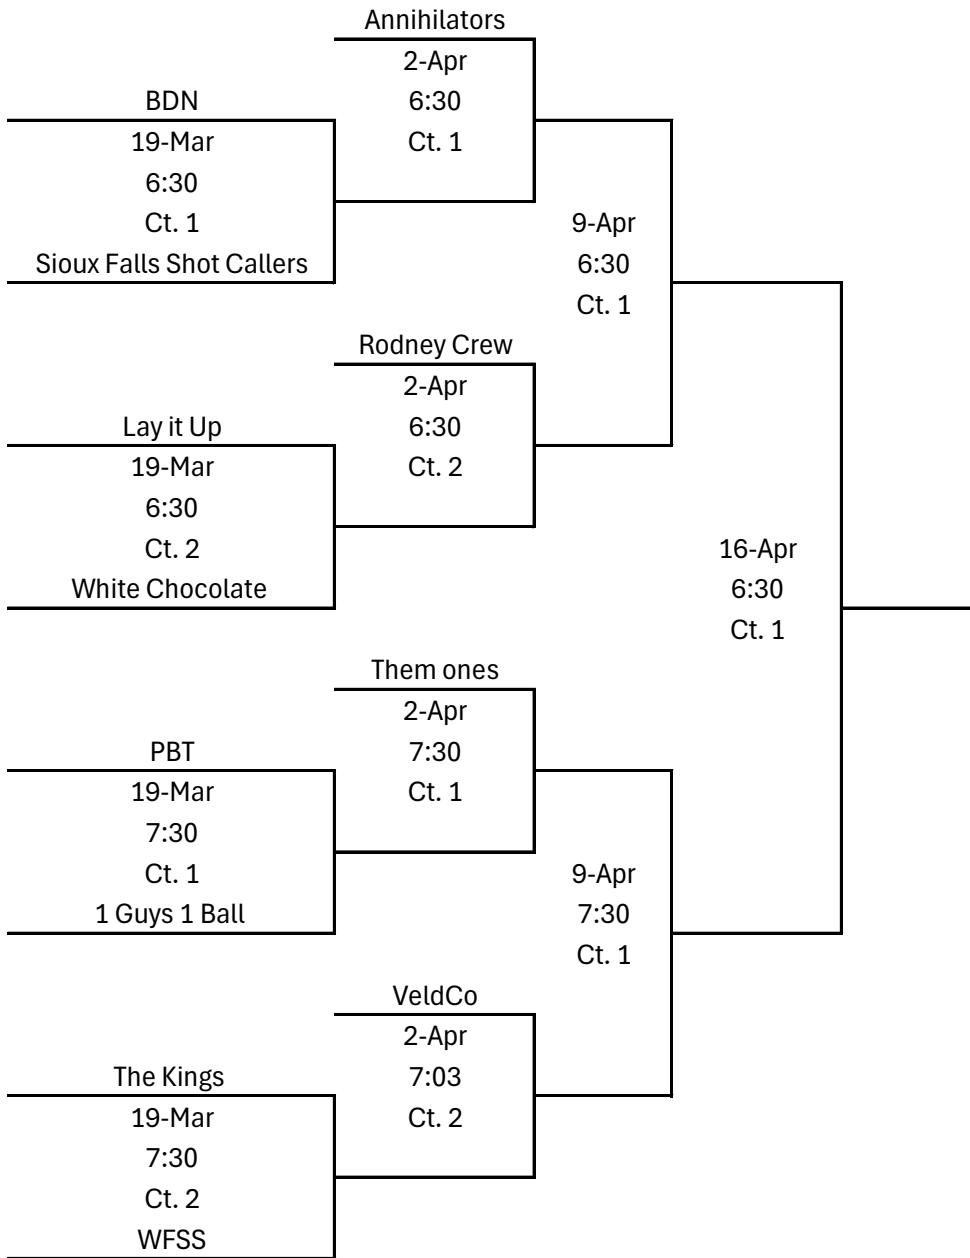 Annihilators
2-Apr
6:30
Ct. 1
BDN
19-Mar
6:30
Ct. 1
Sioux Falls Shot Callers
9-Apr
6:30
Ct. 1
Rodney Crew
2-Apr
6:30
Ct. 2
Lay it Up
19-Mar
6:30
Ct. 2
White Chocolate
16-Apr
6:30
Ct. 1
Them ones
2-Apr
7:30
Ct. 1
PBT
19-Mar
7:30
Ct. 1
1 Guys 1 Ball
9-Apr
7:30
Ct. 1
VeldCo
2-Apr
7:03
Ct. 2
The Kings
19-Mar
7:30
Ct. 2
WFSS